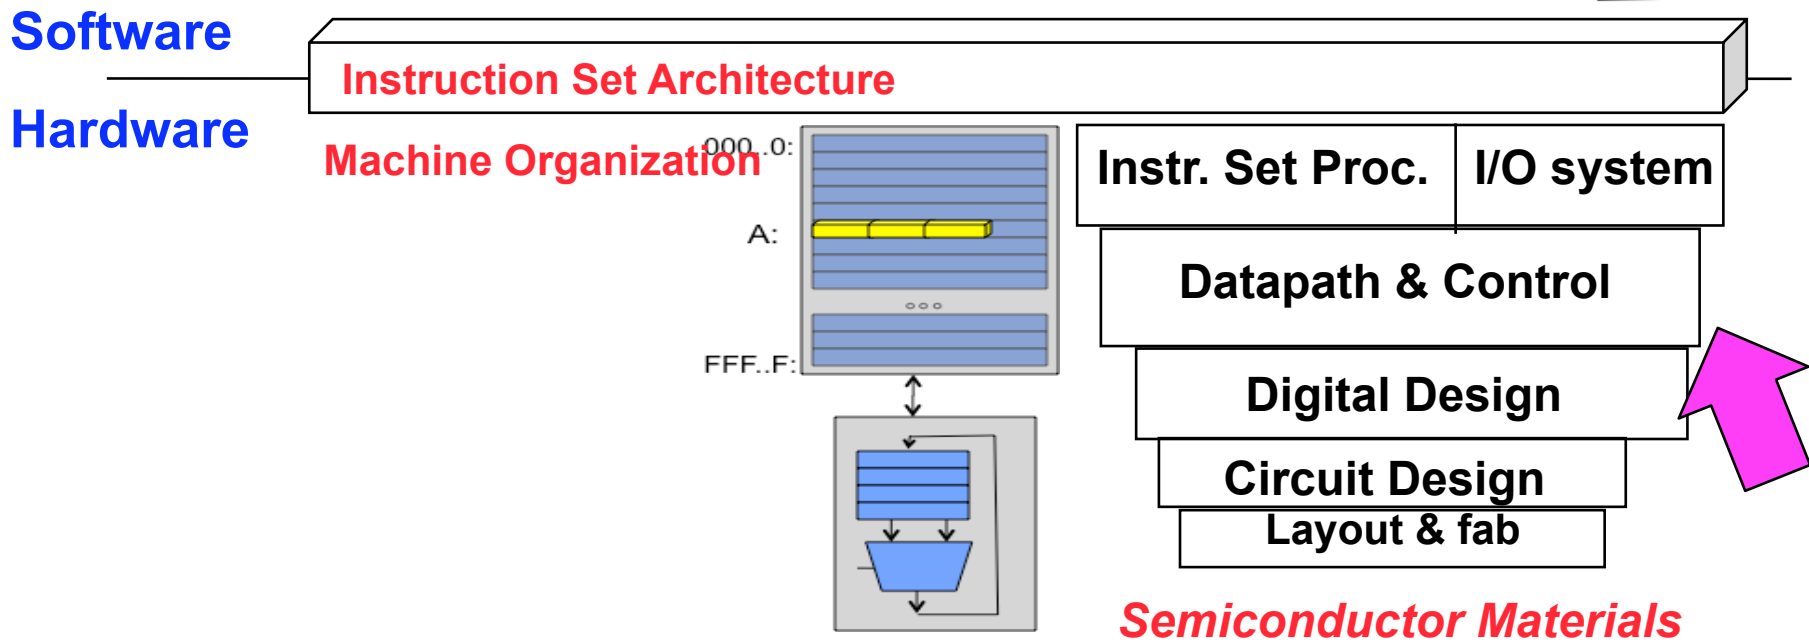 Software
Instruction Set Architecture
Hardware
Machine Organization
000..0:
A:
FFF..F:
Instr. Set Proc.
I/O system
Datapath & Control
Digital Design
Circuit Design
Layout & fab
Semiconductor Materials